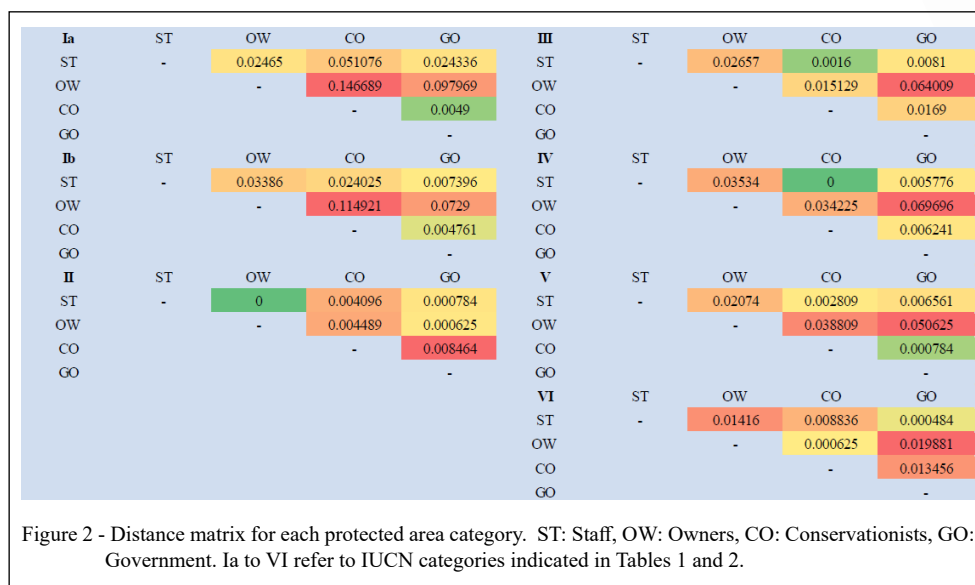 Ia ST OW CO GO III ST OW CO GO
ST - 0.02465 0.051076 0.024336 ST - 0.02657 0.0016 0.0081
OW - 0.146689 0.097969 OW - 0.015129 0.064009
CO - 0.0049 CO - 0.0169
GO - GO -
Ib ST OW CO GO IV ST OW CO GO
ST - 0.03386 0.024025 0.007396 ST - 0.03534 0 0.005776
OW - 0.114921 0.0729 OW - 0.034225 0.069696
CO - 0.004761 CO - 0.006241
GO - GO -
II ST OW CO GO V ST OW CO GO
ST - 0 0.004096 0.000784 ST - 0.02074 0.002809 0.006561
OW - 0.004489 0.000625 OW - 0.038809 0.050625
CO - 0.008464 CO - 0.000784
GO - GO -
VI ST OW CO GO
ST - 0.01416 0.008836 0.000484
OW - 0.000625 0.019881
CO - 0.013456
GO -
Figure 2 - Distance matrix for each protected area category. ST: Staff, OW: Owners, CO: Conservationists, GO:
Government. Ia to VI refer to IUCN categories indicated in Tables 1 and 2.